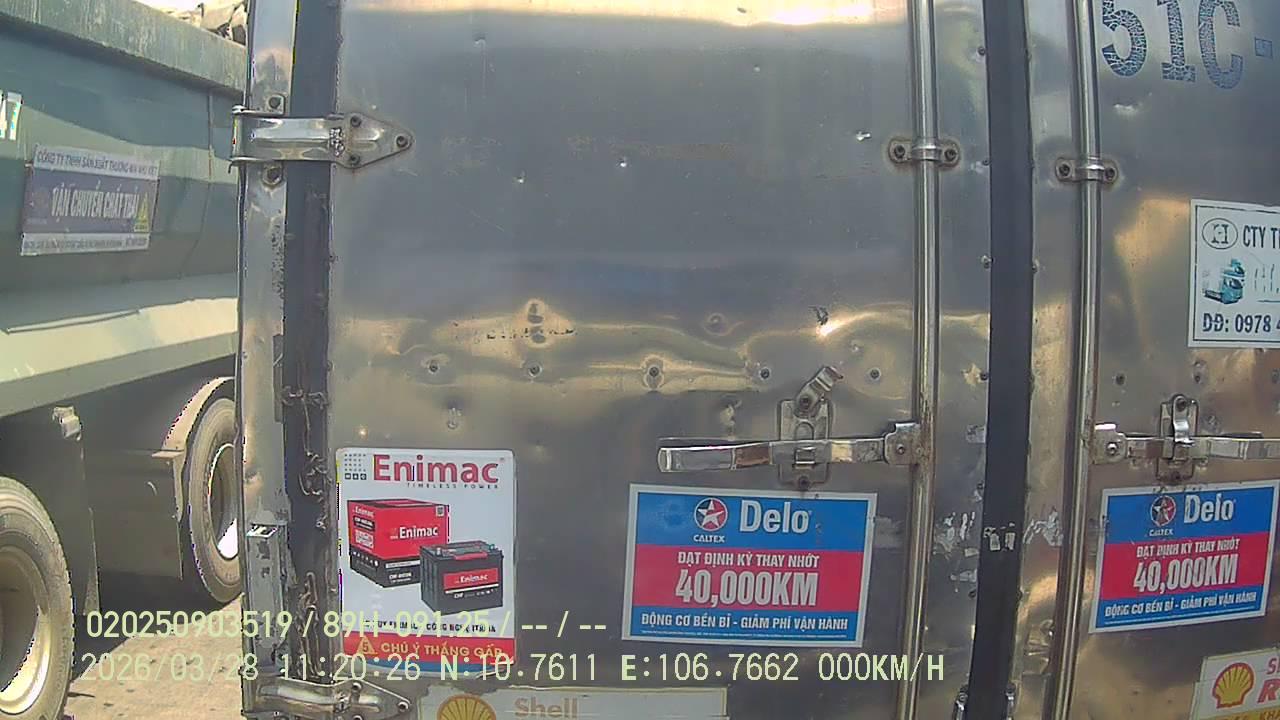 51C-
47
CÔNG TY TNHH SẢN XUẤT THƯƠNG MẠI
VẬN CHUYỂN CHẤT THẢI
H CTY T
DĐ: 0978 4
Enimac
TIMELESS POWER
Enimac
Enimac
CHÚ Ý THẮNG GẤP
CALTEX
Delo
ĐẠT ĐỊNH KỲ THAY NHỚT
40,000KM
ĐỘNG CƠ BỀN BỈ - GIẢM PHÍ VẬN HÀNH
CALTEX
Delo
ĐẠT ĐỊNH KỲ THAY NHỚT
40,000KM
ĐỘNG CƠ BỀN BỈ - GIẢM PHÍ VẬN HÀNH
Shell
020250903519 / 89H-091.25 / -- / --
2026/03/28 11:20:26 N:10.7611 E:106.7662 000KM/H